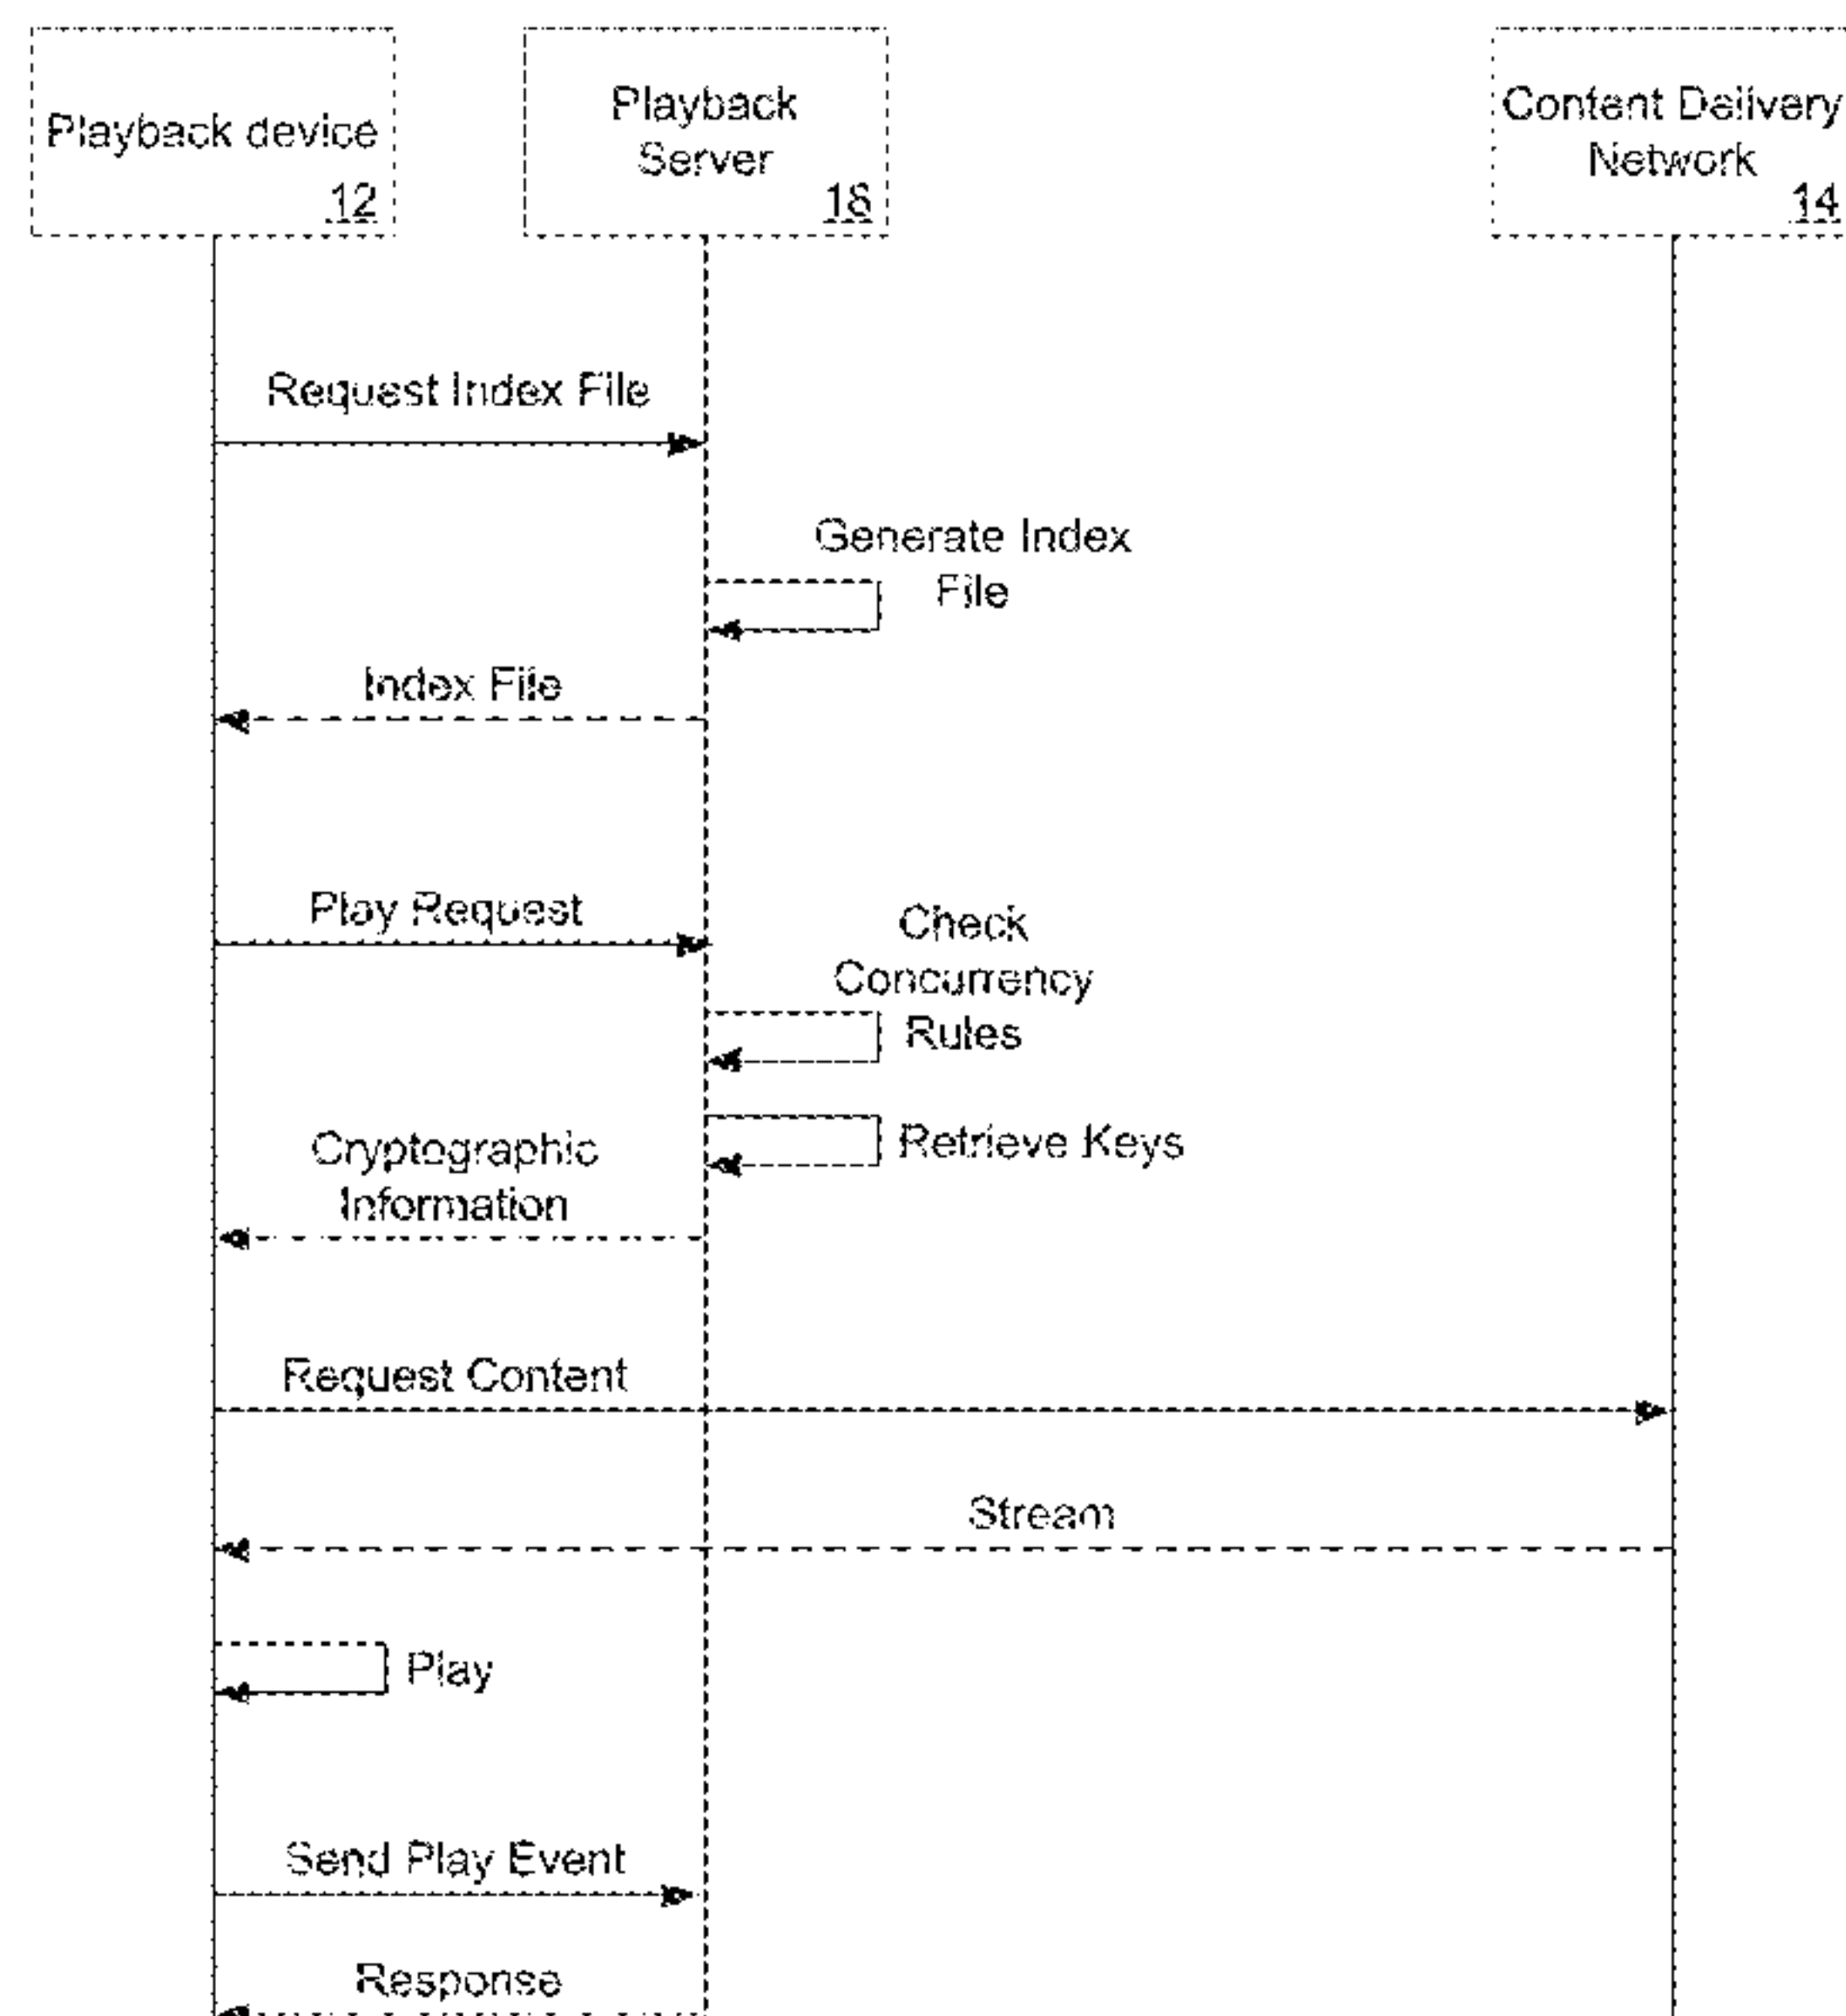 Playback device
12
Playback
Server
18
Content Delivery
Network
14
Request Index File
Generate Index
File
Index File
Play Request
Check
Concurrency
Rules
Retrieve Keys
Cryptographic
Information
Request Content
Stream
Play
Send Play Event
Response